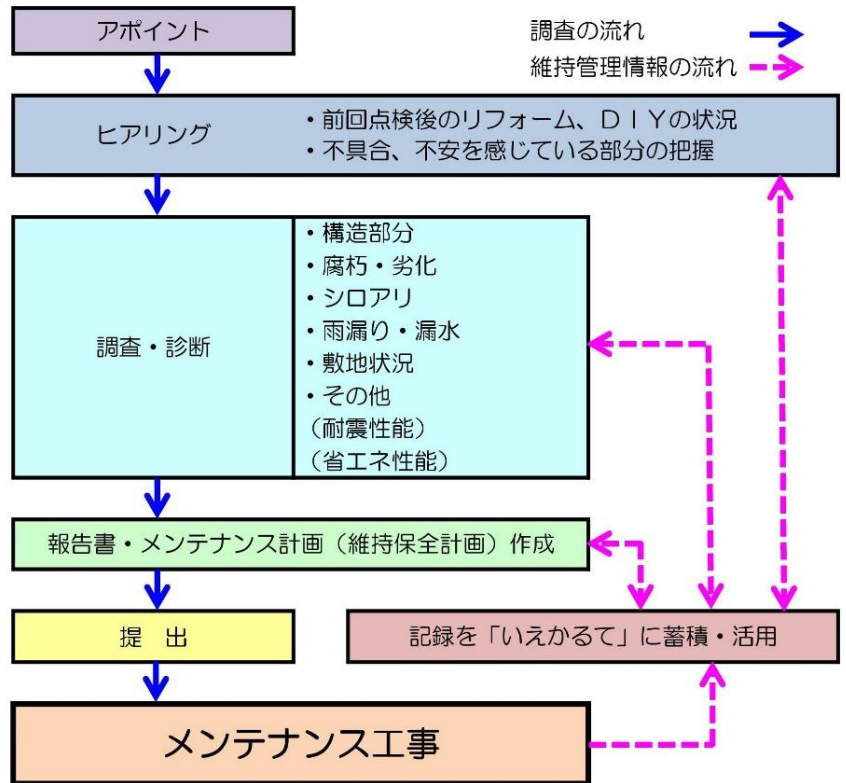 アポイント
調査の流れ
維持管理情報の流れ
ヒアリング
・前回点検後のリフォーム、DIYの状況
・不具合、不安を感じている部分の把握
調査・診断
・構造部分
・腐朽・劣化
・シロアリ
・雨漏り・漏水
・敷地状況
・その他
（耐震性能）
（省エネ性能）
報告書・メンテナンス計画（維持保全計画）作成
提　出
記録を「いえかるて」に蓄積・活用
メンテナンス工事